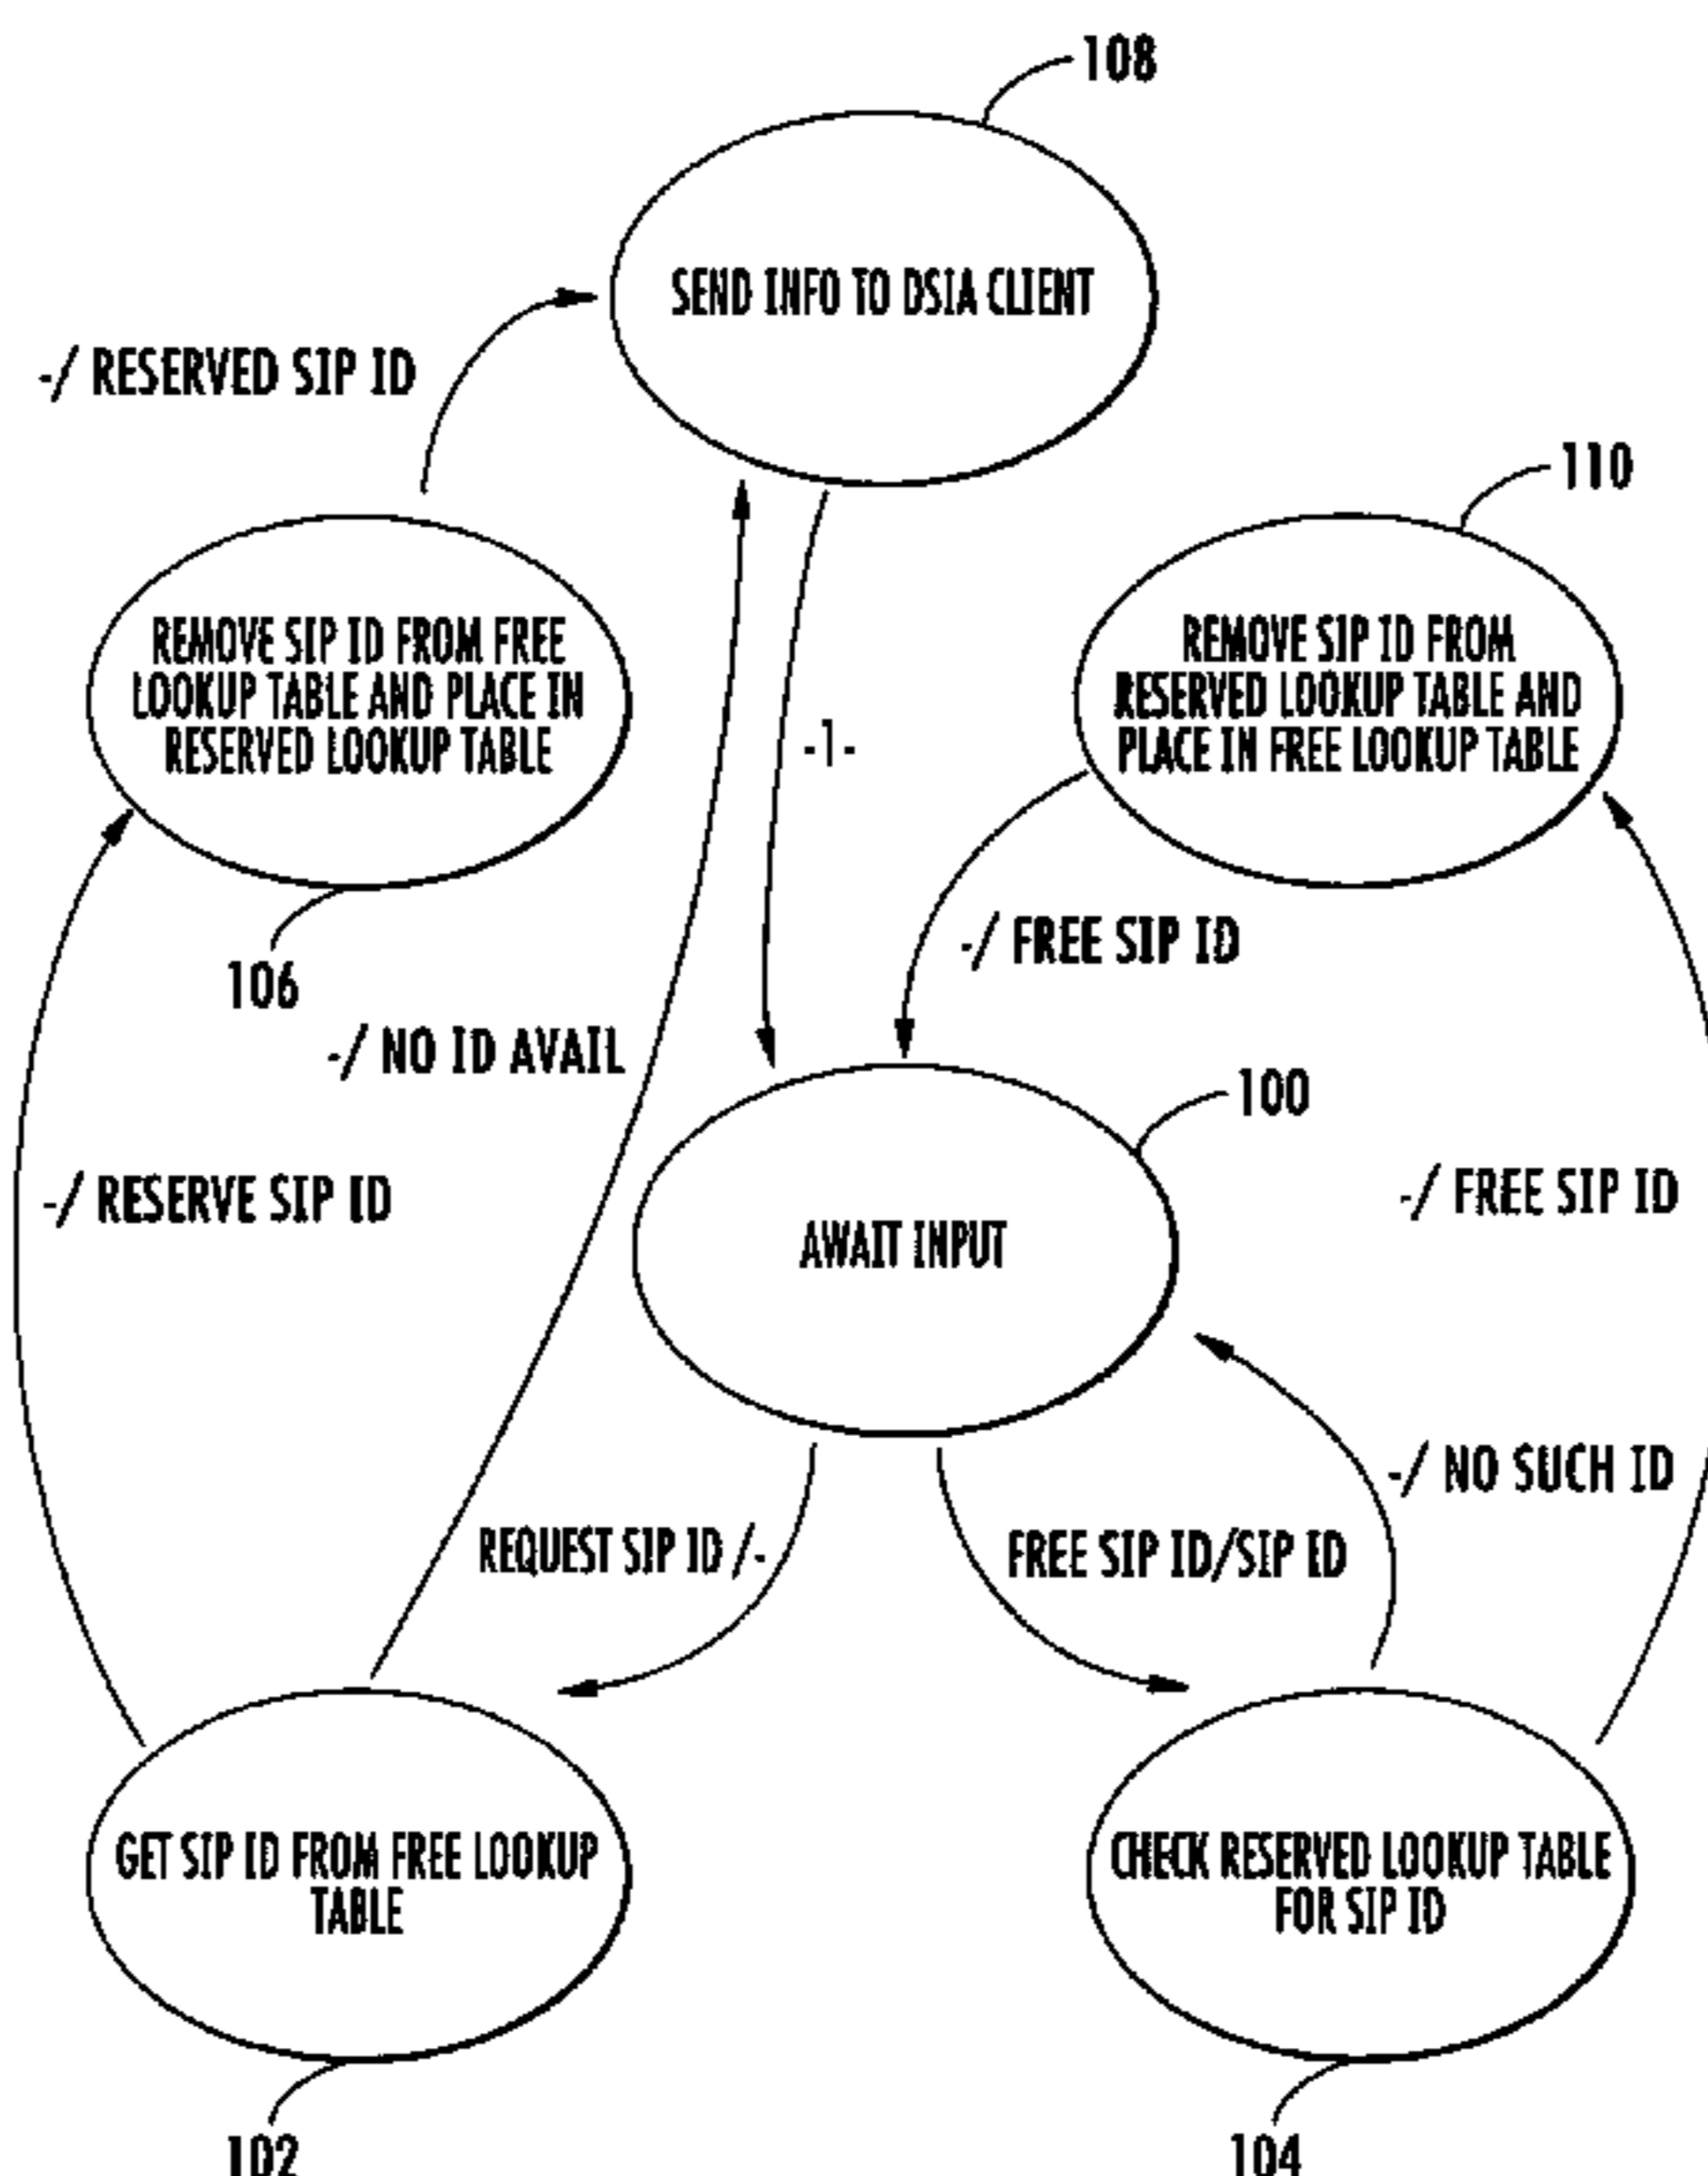 108
SEND INFO TO DSIA CLIENT
-/ RESERVED SIP ID
110
REMOVE SIP ID FROM FREE
LOOKUP TABLE AND PLACE IN
RESERVED LOOKUP TABLE
REMOVE SIP ID FROM
RESERVED LOOKUP TABLE AND
PLACE IN FREE LOOKUP TABLE
-1-
-/ FREE SIP ID
106
-/ NO ID AVAIL
100
-/ RESERVE SIP ID
-/ FREE SIP ID
AWAIT INPUT
-/ NO SUCH ID
REQUEST SIP ID /-
FREE SIP ID/SIP ID
GET SIP ID FROM FREE LOOKUP
TABLE
CHECK RESERVED LOOKUP TABLE
FOR SIP ID
102
104